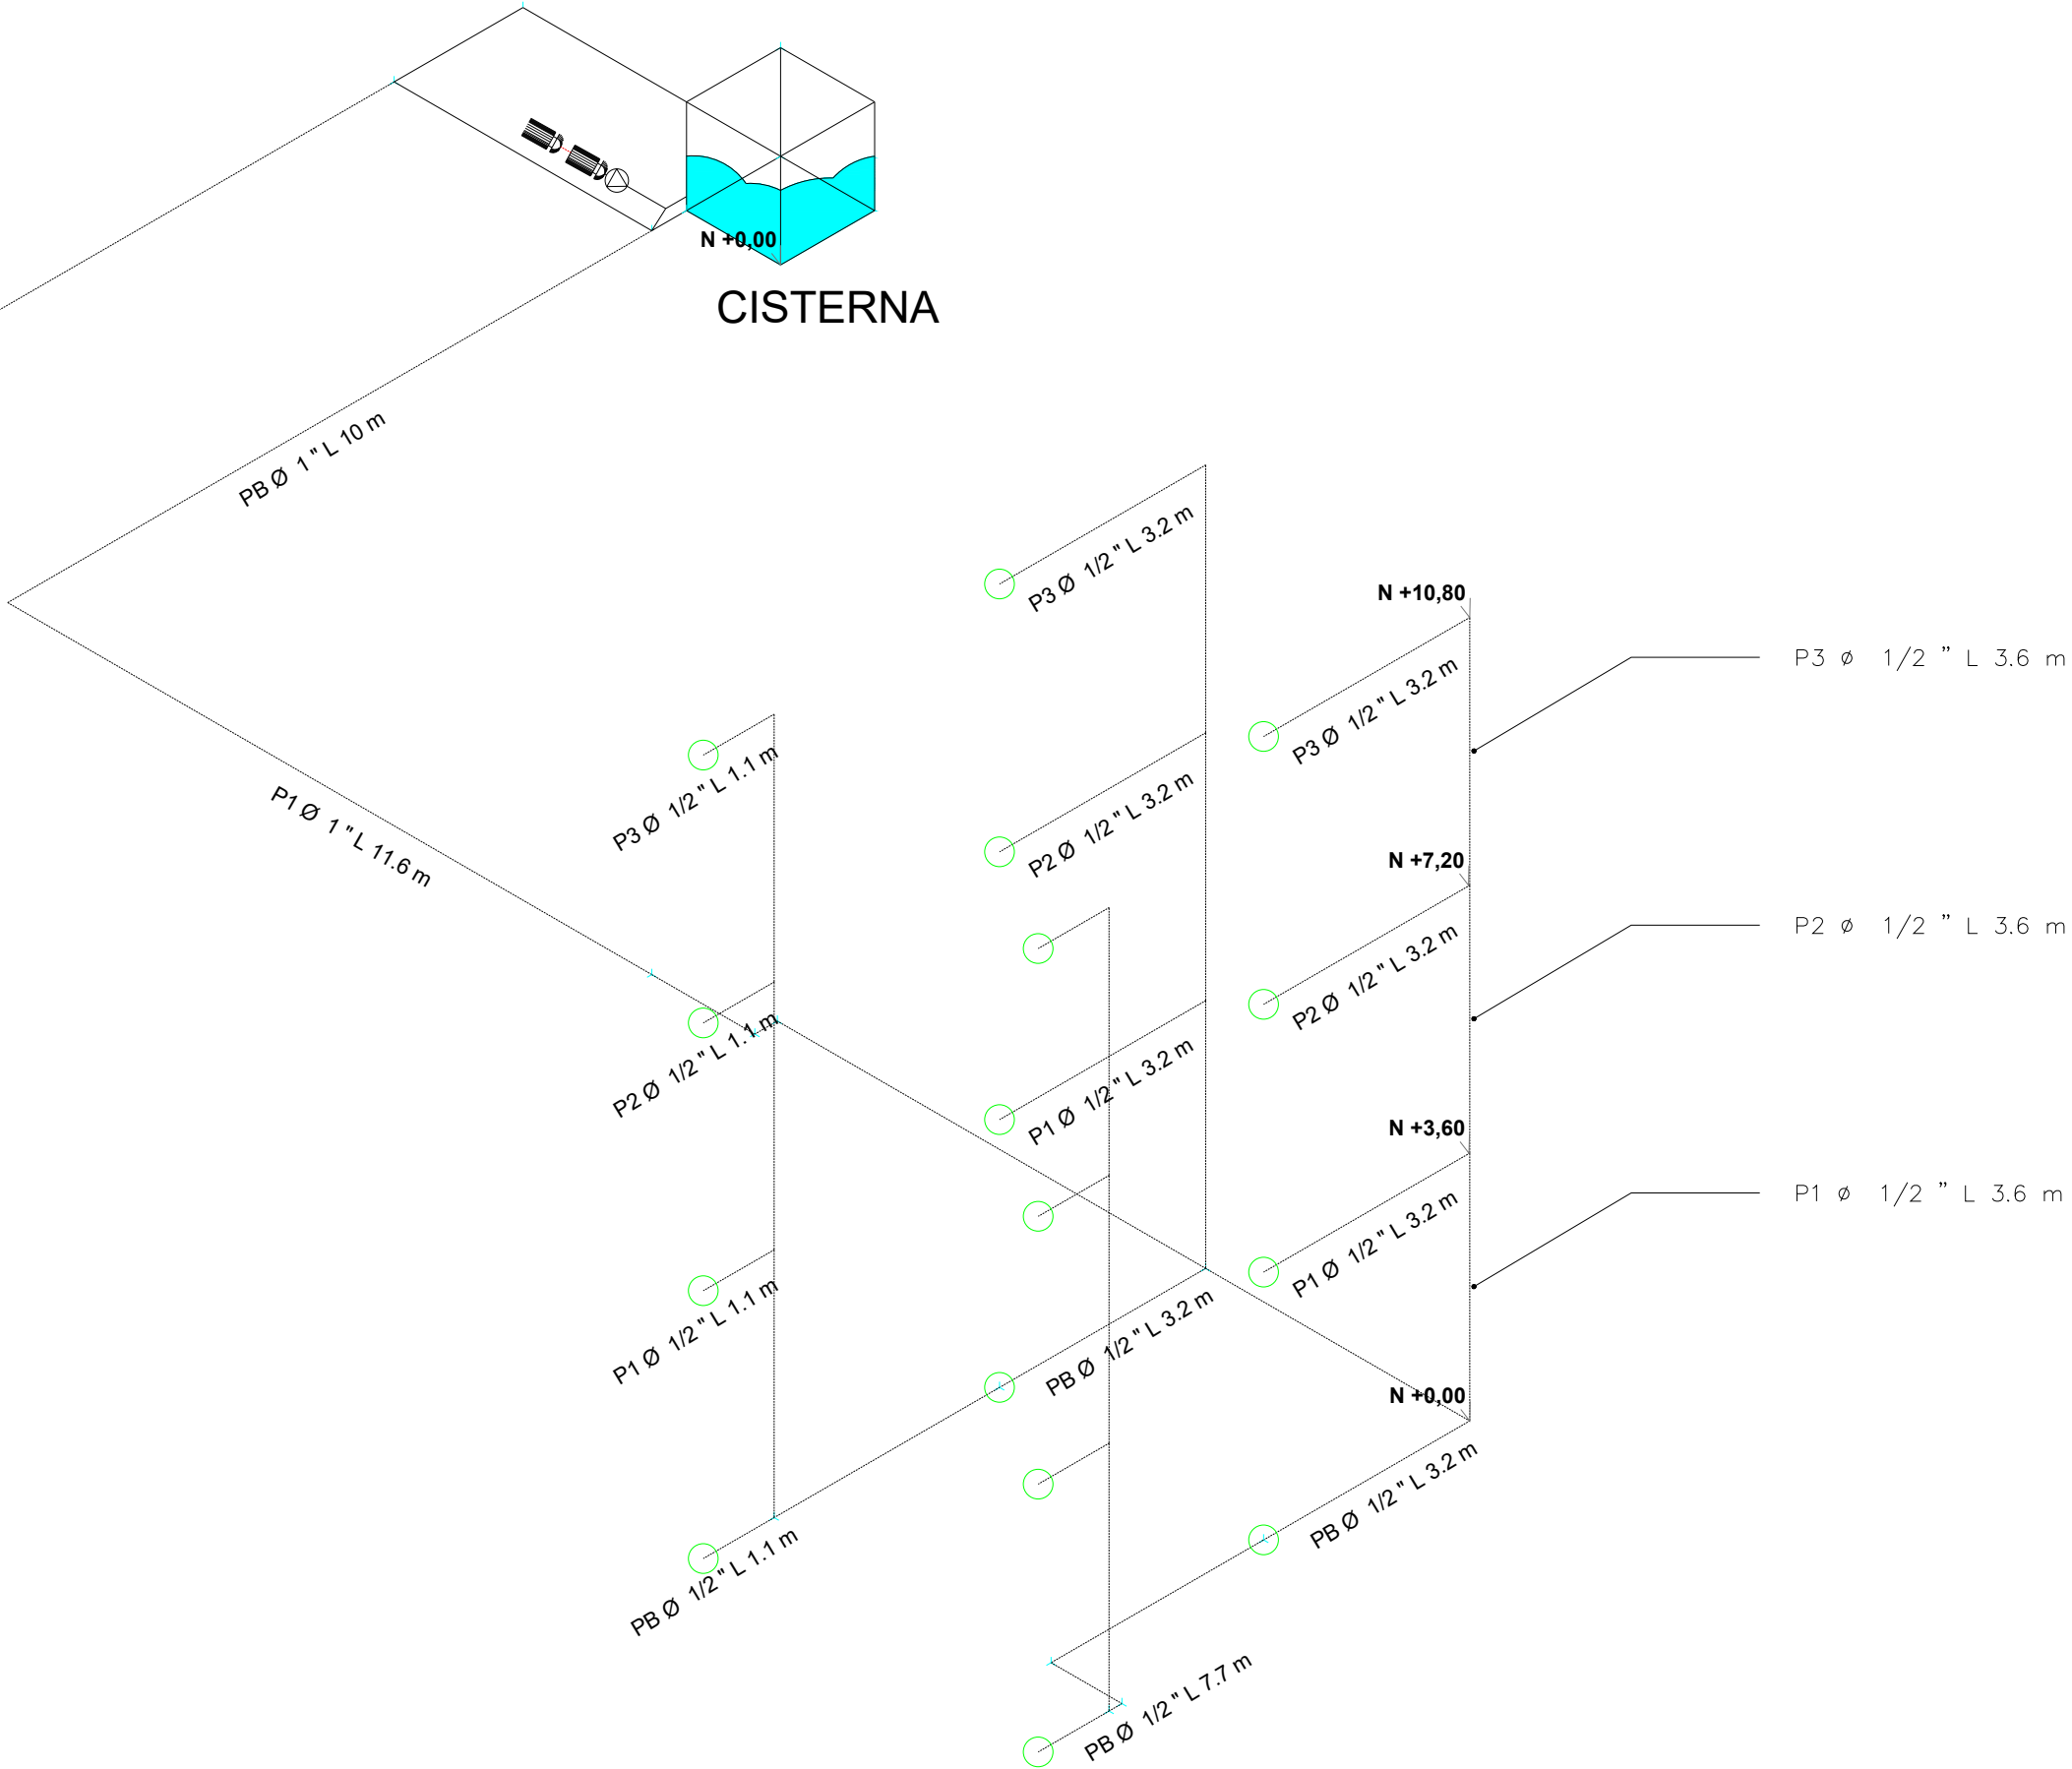 N +0,00
CISTERNA
PB Ø 1 " L 10 m
P3 Ø 1/2 " L 3.2 m
N +10,80
P3 ø 1/2 " L 3.6 m
P3 Ø 1/2 " L 3.2 m
P3 Ø 1/2 " L 1.1 m
P1 Ø 1 " L 11.6 m
P2 Ø 1/2 " L 3.2 m
N +7,20
P2 ø 1/2 " L 3.6 m
P2 Ø 1/2 " L 3.2 m
P2 Ø 1/2 " L 1.1 m
P1 Ø 1/2 " L 3.2 m
N +3,60
P1 ø 1/2 " L 3.6 m
P1 Ø 1/2 " L 3.2 m
P1 Ø 1/2 " L 1.1 m
PB Ø 1/2 " L 3.2 m
N +0,00
PB Ø 1/2 " L 3.2 m
PB Ø 1/2 " L 1.1 m
PB Ø 1/2 " L 7.7 m